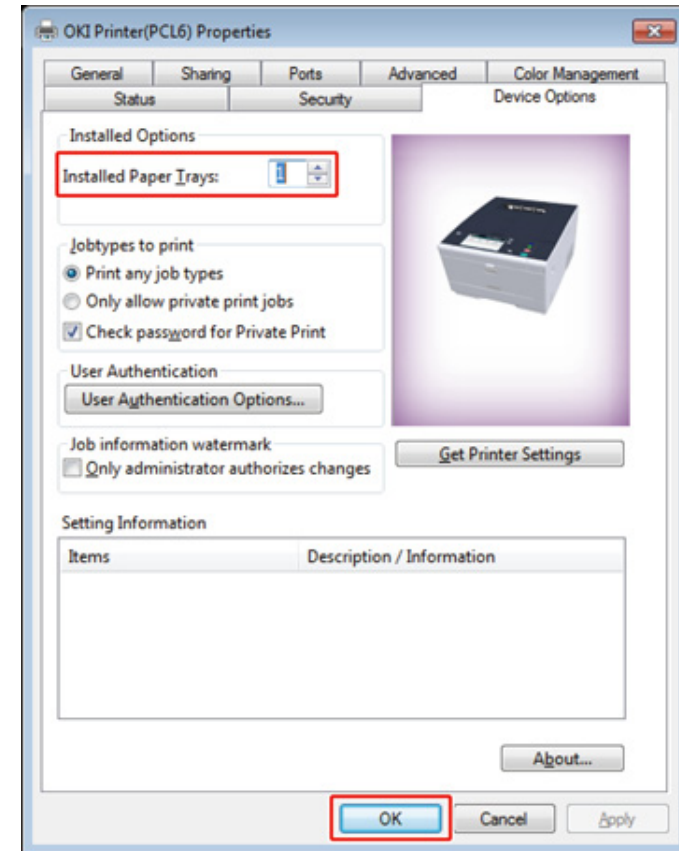 OKI Printer(PCL6) Properties
General Sharing Ports Advanced Color Management
Status Security Device Options
Installed Options
Installed Paper Trays: 1
Jobtypes to print
Print any job types
Only allow private print jobs
Check password for Private Print
User Authentication
User Authentication Options...
Job information watermark
Only administrator authorizes changes
Get Printer Settings
Setting Information
Items Description / Information
About...
OK Cancel Apply